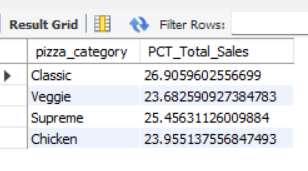 Result Grid Filter Rows:
pizza_category PCT_Total_Sales
Classic 26.9059602556699
Veggie 23.682590927384783
Supreme 25.45631126009884
Chicken 23.955137556847493